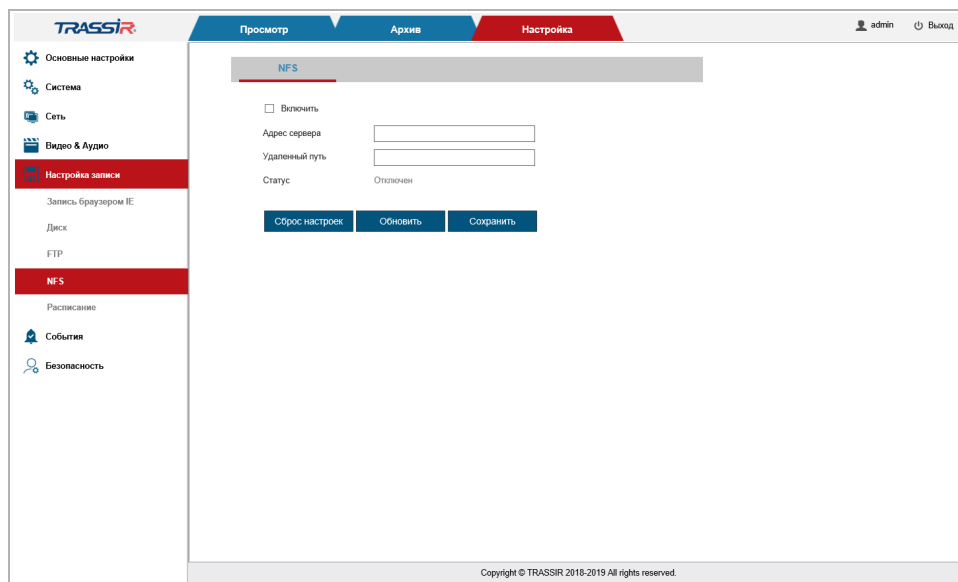 TRASSIR
Просмотр
Архив
Настройка
admin
Выход
Основные настройки
Система
Сеть
Видео & Аудио
Настройка записи
Запись браузером IE
Диск
FTP
NFS
Расписание
События
Безопасность
NFS
Включить
Адрес сервера
Удаленный путь
Статус Отключен
Сброс настроек Обновить Сохранить
Copyright © TRASSIR 2018-2019 All rights reserved.